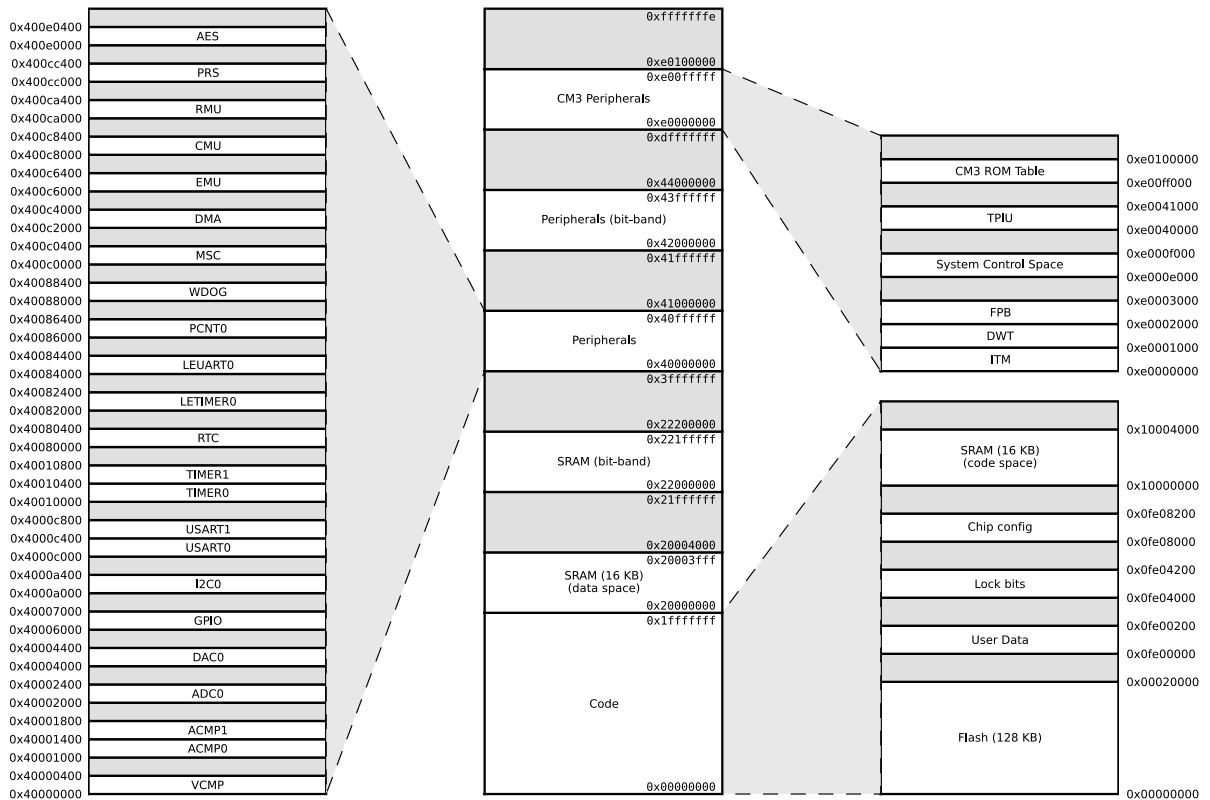 0x400e0400
AES
0x400e0000
0x400cc400
PRS
0x400cc000
0x400ca400
RMU
0x400ca000
0x400c8400
CMU
0x400c8000
0x400c6400
EMU
0x400c6000
0x400c4000
DMA
0x400c2000
0x400c0400
MSC
0x400c0000
0x40088400
WDOG
0x40088000
0x40086400
PCNT0
0x40086000
0x40084400
LEUART0
0x40084000
0x40082400
LETIMER0
0x40082000
0x40080400
RTC
0x40080000
0x40010800
TIMER1
0x40010400
TIMER0
0x40010000
0x4000c800
USART1
0x4000c400
USART0
0x4000c000
0x4000a400
I2C0
0x4000a000
0x40007000
GPIO
0x40006000
0x40004400
DAC0
0x40004000
0x40002400
ADC0
0x40002000
0x40001800
ACMP1
0x40001400
ACMP0
0x40001000
0x40000400
VCMP
0x40000000
0xfffffffe
0xe0100000
0xe00fffff
CM3 Peripherals
0xe0000000
0xdfffffff
0x44000000
0x43ffffff
Peripherals (bit-band)
0x42000000
0x41ffffff
0x41000000
0x40ffffff
Peripherals
0x40000000
0x3fffffff
0x22200000
0x221fffff
SRAM (bit-band)
0x22000000
0x21ffffff
0x20004000
0x20003fff
SRAM (16 KB)
(data space)
0x20000000
0x1fffffff
Code
0x00000000
0xe0100000
CM3 ROM Table
0xe00ff000
0xe0041000
TPIU
0xe0040000
0xe000f000
System Control Space
0xe000e000
0xe0003000
FPB
0xe0002000
DWT
0xe0001000
ITM
0xe0000000
0x10004000
SRAM (16 KB)
(code space)
0x10000000
0x0fe08200
Chip config
0x0fe08000
0x0fe04200
Lock bits
0x0fe04000
0x0fe00200
User Data
0x0fe00000
0x00020000
Flash (128 KB)
0x00000000